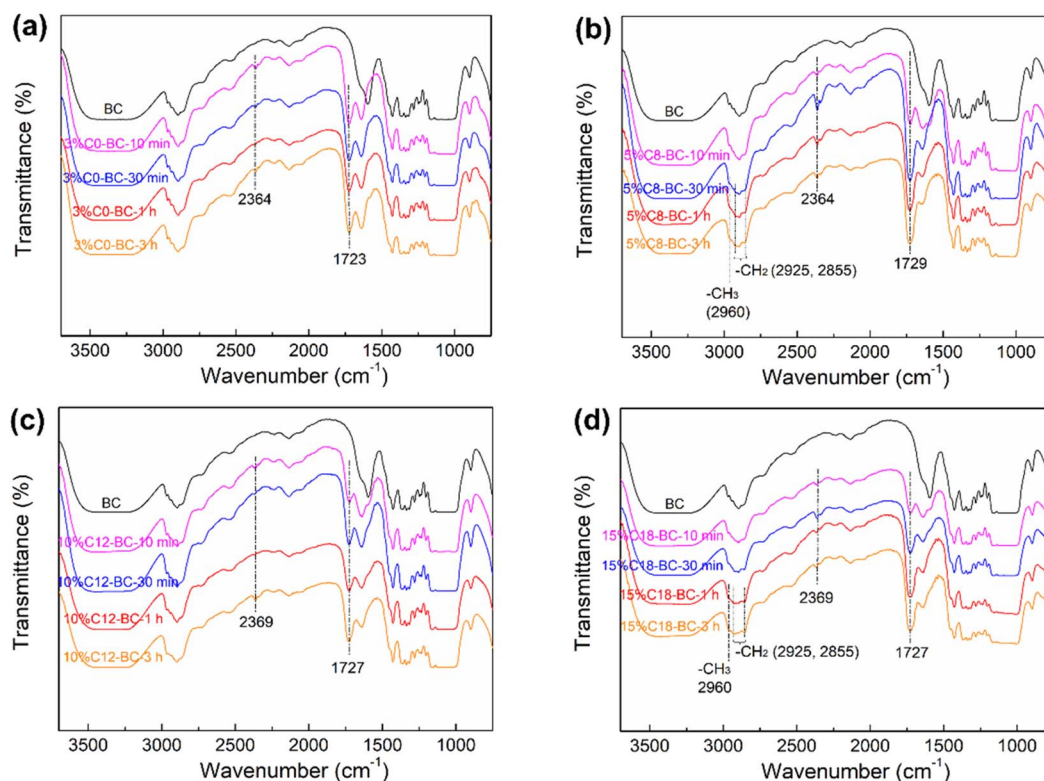 (a)
Transmittance (%)
BC
3%C0-BC-10 min
3%C0-BC-30 min
3%C0-BC-1 h
3%C0-BC-3 h
2364
1723
3500 3000 2500 2000 1500 1000
Wavenumber (cm-1)
(b)
Transmittance (%)
BC
5%C8-BC-10 min
5%C8-BC-30 min
5%C8-BC-1 h
5%C8-BC-3 h
2364
1729
-CH2 (2925, 2855)
-CH3
(2960)
3500 3000 2500 2000 1500 1000
Wavenumber (cm-1)
(c)
Transmittance (%)
BC
10%C12-BC-10 min
10%C12-BC-30 min
10%C12-BC-1 h
10%C12-BC-3 h
2369
1727
3500 3000 2500 2000 1500 1000
Wavenumber (cm-1)
(d)
Transmittance (%)
BC
15%C18-BC-10 min
15%C18-BC-30 min
15%C18-BC-1 h
15%C18-BC-3 h
2369
-CH2 (2925, 2855)
1727
-CH3
2960
3500 3000 2500 2000 1500 1000
Wavenumber (cm-1)